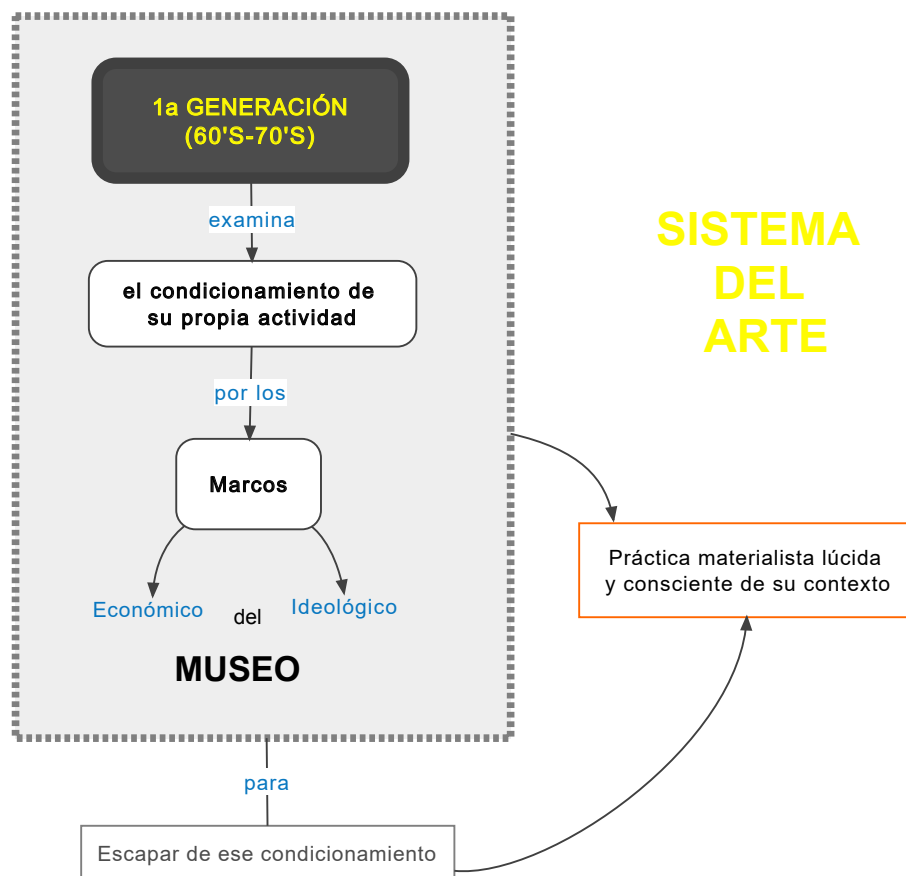 1a GENERACIÓN
(60'S-70'S)
examina
el condicionamiento de
su propia actividad
por los
Marcos
Económico
del
Ideológico
MUSEO
para
Escapar de ese condicionamiento
SISTEMA
DEL
ARTE
Práctica materialista lúcida
y consciente de su contexto